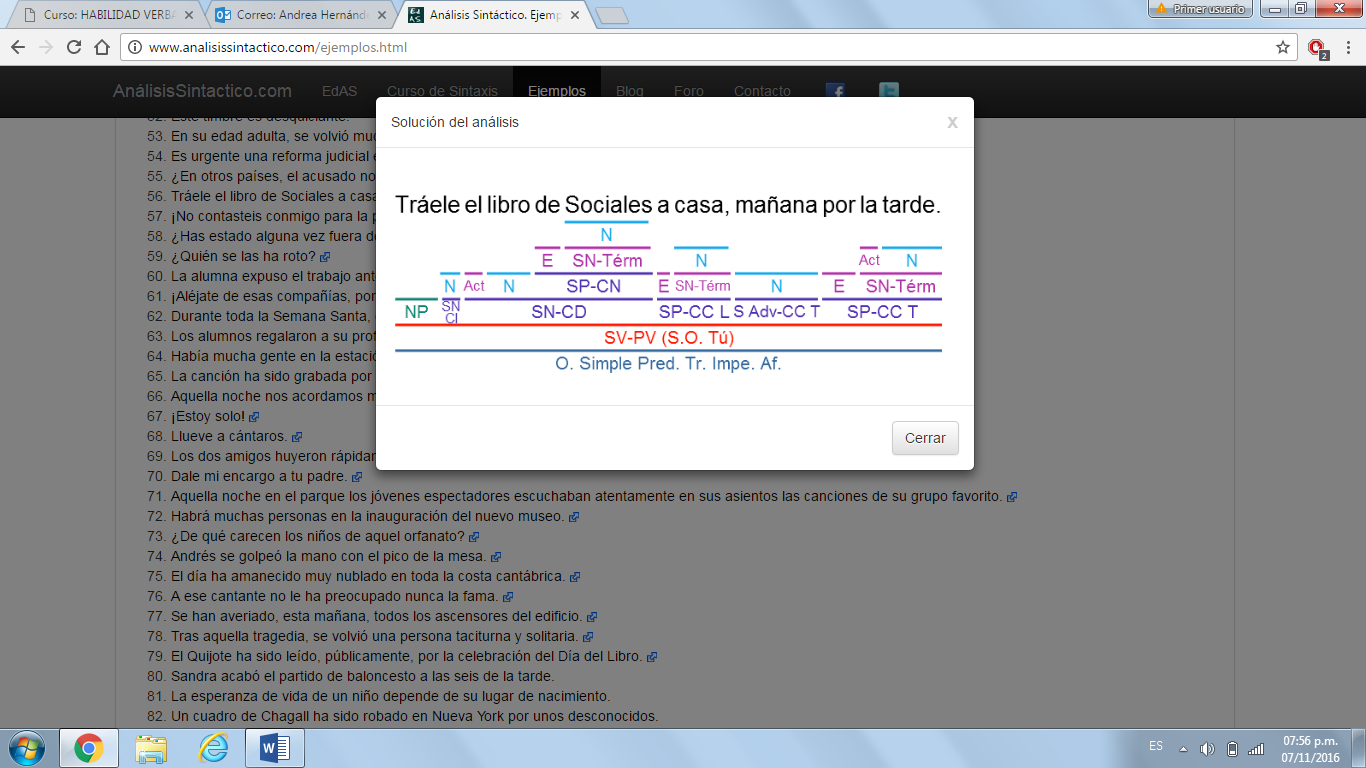 Curso: HABILIDAD VERBA
Correo: Andrea Hernánde
Análisis Sintáctico. Ejemp
Primer usuario
www.analisissintactico.com/ejemplos.html
2
AnálisisSintactico.com EdAS Curso de Sintaxis Ejemplos Blog Foro Contacto
52. Este timbre es desquiciante.
53. En su edad adulta, se volvió muc
54. Es urgente una reforma judicial e
55. ¿En otros países, el acusado no
56. Tráele el libro de Sociales a casa
57. ¡No contasteis conmigo para la p
58. ¿Has estado alguna vez fuera de
59. ¿Quién se las ha roto?
60. La alumna expuso el trabajo ante
61. ¡Aléjate de esas compañías, por
62. Durante toda la Semana Santa,
63. Los alumnos regalaron a su prof
64. Había mucha gente en la estació
65. La canción ha sido grabada por
66. Aquella noche nos acordamos m
67. ¡Estoy solo!
68. Llueve a cántaros.
69. Los dos amigos huyeron rápidam
70. Dale mi encargo a tu padre.
71. Aquella noche en el parque los jóvenes espectadores escuchaban atentamente en sus asientos las canciones de su grupo favorito.
72. Habrá muchas personas en la inauguración del nuevo museo.
73. ¿De qué carecen los niños de aquel orfanato?
74. Andrés se golpeó la mano con el pico de la mesa.
75. El día ha amanecido muy nublado en toda la costa cantábrica.
76. A ese cantante no le ha preocupado nunca la fama.
77. Se han averiado, esta mañana, todos los ascensores del edificio.
78. Tras aquella tragedia, se volvió una persona taciturna y solitaria.
79. El Quijote ha sido leído, públicamente, por la celebración del Día del Libro.
80. Sandra acabó el partido de baloncesto a las seis de la tarde.
81. La esperanza de vida de un niño depende de su lugar de nacimiento.
82. Un cuadro de Chagall ha sido robado en Nueva York por unos desconocidos.
Solución del análisis x
Tráele el libro de Sociales a casa, mañana por la tarde.
N
E SN-Térm N Act N
N Act N SP-CN E SN-Térm N E SN-Térm
NP SN CI SN-CD SP-CC L S Adv-CC T SP-CC T
SV-PV (S.O. Tú)
O. Simple Pred. Tr. Impe. Af.
Cerrar
ES
07:56 p.m.
07/11/2016